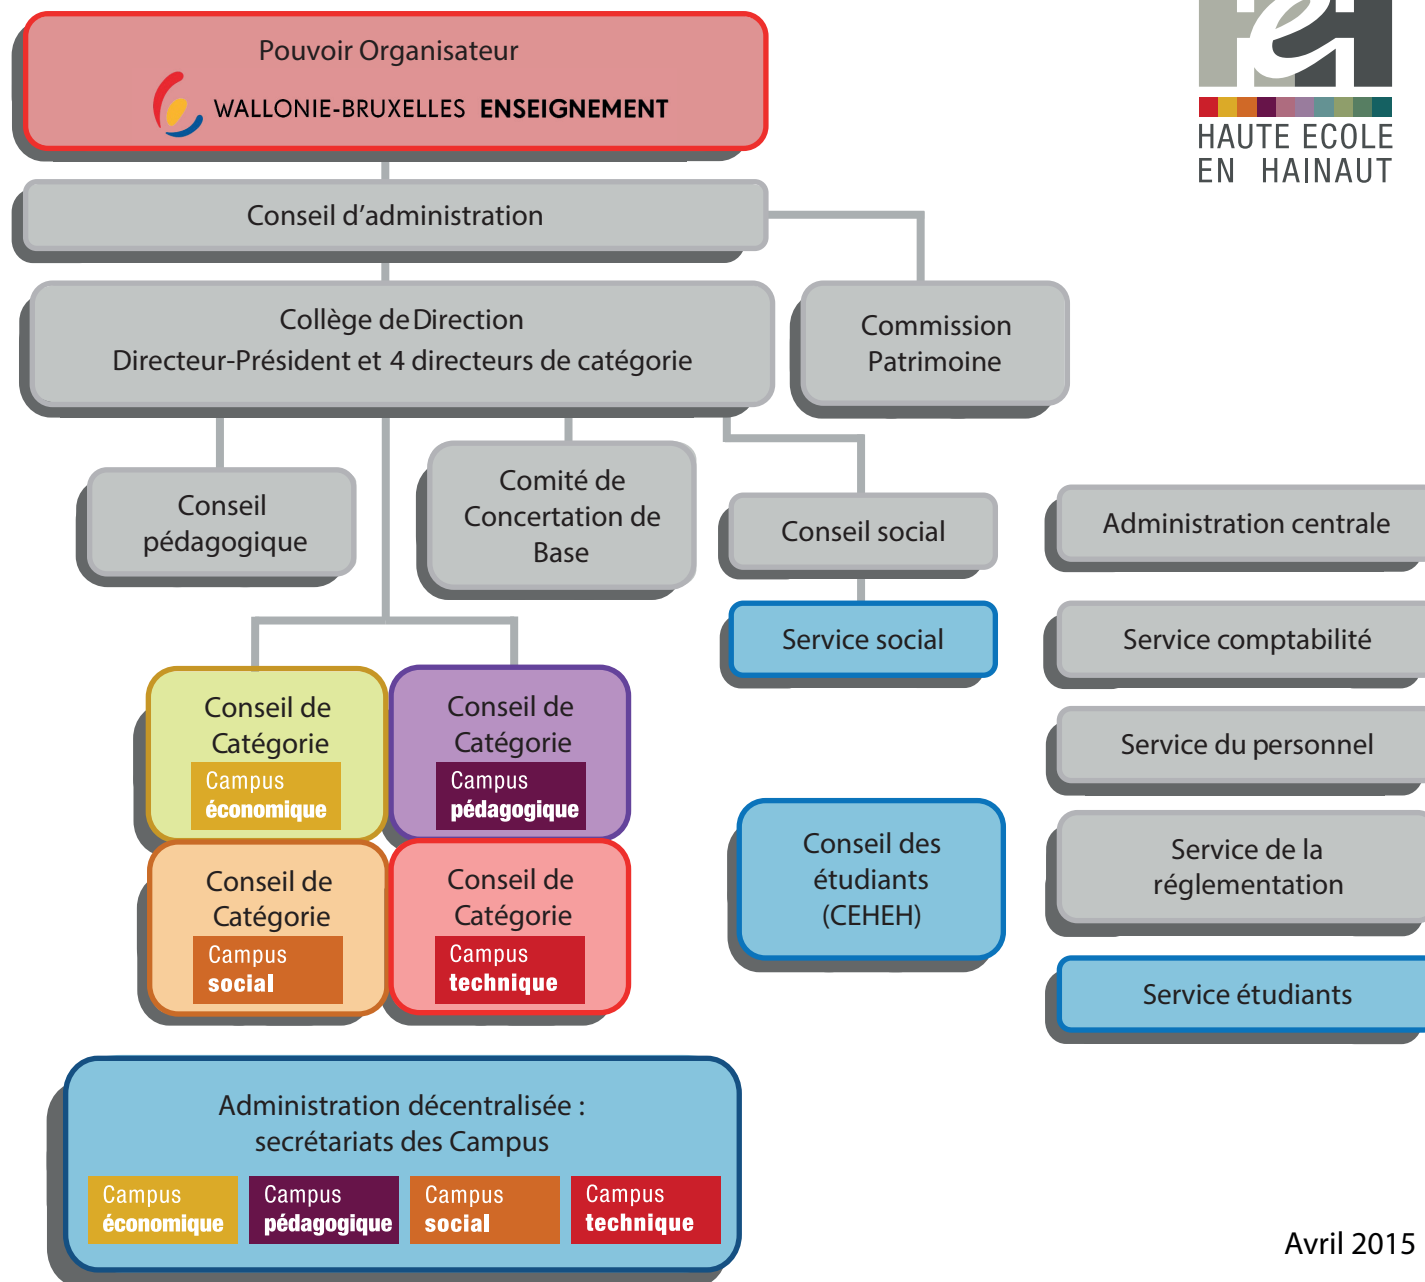 Pouvoir Organisateur
WALLONIE-BRUXELLES ENSEIGNEMENT
HAUTE ECOLE
EN HAINAUT
Conseil d'administration
Collège de Direction
Directeur-Président et 4 directeurs de catégorie
Commission
Patrimoine
Conseil
pédagogique
Comité de
Concertation de
Base
Conseil social
Service social
Administration centrale
Service comptabilité
Service du personnel
Service de la
réglementation
Service étudiants
Conseil de
Catégorie
Campus
économique
Conseil de
Catégorie
Campus
pédagogique
Conseil de
Catégorie
Campus
social
Conseil de
Catégorie
Campus
technique
Conseil des
étudiants
(CEHEH)
Administration décentralisée :
secrétariats des Campus
Campus
économique
Campus
pédagogique
Campus
social
Campus
technique
Avril 2015